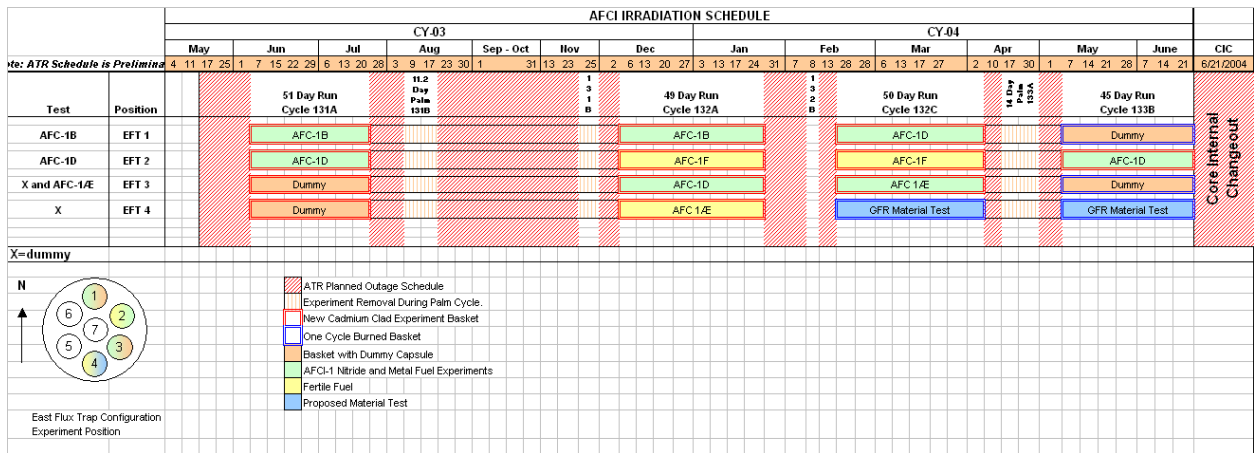 AFCI IRRADIATION SCHEDULE
CY-03 CY-04
May Jun Jul Aug Sep - Oct Nov Dec Jan Feb Mar Apr May June CIC
ote: ATR Schedule is Prelimina 4 11 17 25 1 7 15 22 29 6 13 20 28 3 9 17 23 30 1 31 13 23 25 2 6 13 20 27 3 13 17 24 31 7 8 28 28 6 13 17 2 10 17 30 1 7 14 21 28 7 14 21 6/21/2004
Test Position
51 Day Run
Cycle 131A
11.2
Day
Palm
131B
1
3
1
B
49 Day Run
Cycle 132A
1
3
2
B
50 Day Run
Cycle 132C
14 Day
Palm
133A
45 Day Run
Cycle 133B
Core Internal
Changeout
AFC-1B EFT 1 AFC-1B AFC-1B AFC-1D Dummy
AFC-1D EFT 2 AFC-1D AFC-1F AFC-1F AFC-1D
X and AFC-1Æ EFT 3 Dummy AFC-1D AFC 1Æ Dummy
X EFT 4 Dummy AFC 1Æ GFR Material Test GFR Material Test
X=dummy
N
1
6
2
7
5
3
4
ATR Planned Outage Schedule
Experiment Removal During Palm Cycle.
New Cadmium Clad Experiment Basket
One Cycle Burned Basket
Basket with Dummy Capsule
AFCI-1 Nitride and Metal Fuel Experiments
Fertile Fuel
Proposed Material Test
East Flux Trap Configuration
Experiment Position